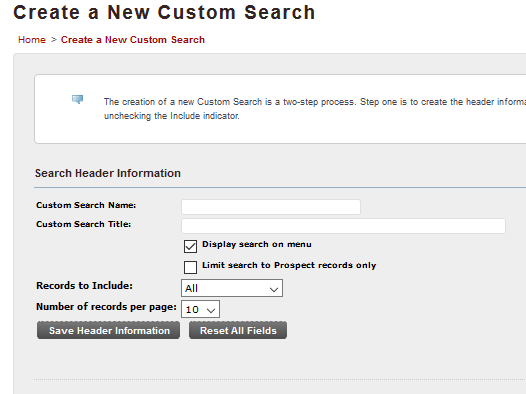 Create a New Custom Search
Home > Create a New Custom Search
The creation of a new Custom Search is a two-step process. Step one is to create the header
unchecking the Include indicator.
Search Header Information
Custom Search Name:
Custom Search Title:
Display search on menu
Limit search to Prospect records only
Records to Include: All
Number of records per page: 10
Save Header Information Reset All Fields